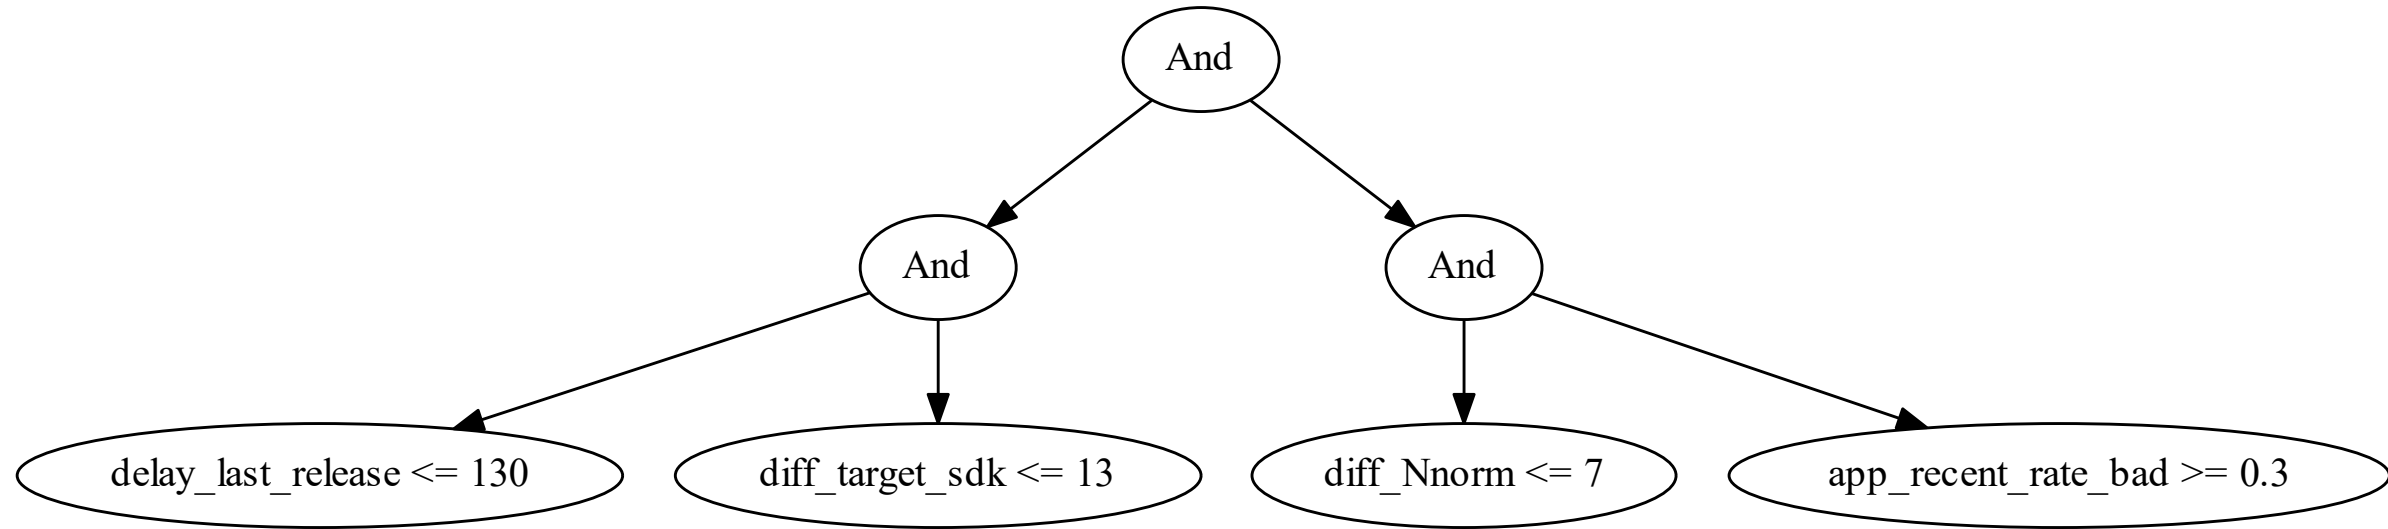 And
And
And
delay_last_release <= 130
diff_target_sdk <= 13
diff_Nnorm <= 7
app_recent_rate_bad >= 0.3